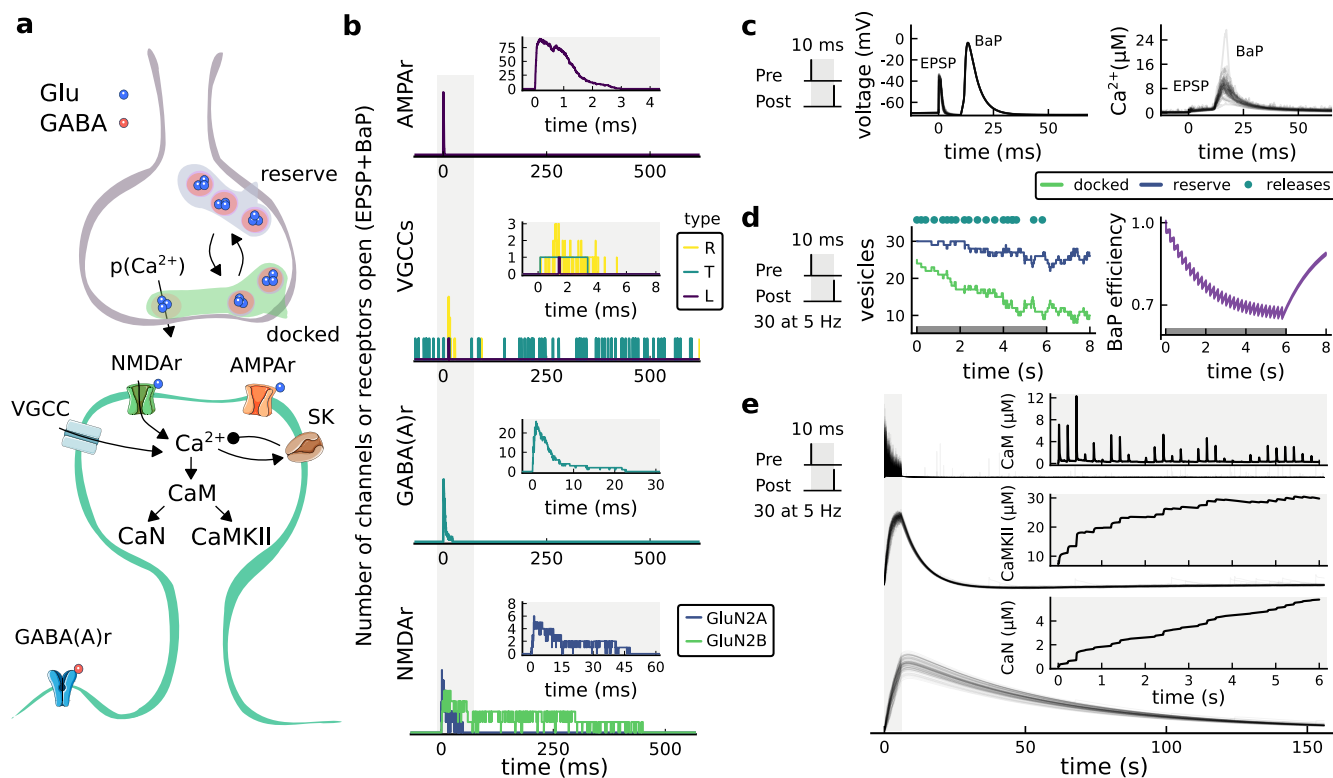 a
Glu
GABA
reserve
p(Ca²⁺)
docked
NMDAr
AMPAr
VGCC
SK
Ca²⁺
CaM
CaN
CaMKII
GABA(A)r
b
Number of channels or receptors open (EPSP+BaP)
AMPAr
75
50
25
0
0 1 2 3 4
time (ms)
0 250 500
VGCCs
3
2
1
0
0 2 4 6 8
time (ms)
type
R
T
L
0 250 500
GABA(A)r
20
10
0
0 10 20 30
time (ms)
0 250 500
NMDAr
8
6
4
2
0
0 15 30 45 60
time (ms)
GluN2A
GluN2B
0 250 500
time (ms)
c
10 ms
Pre
Post
voltage (mV)
0
-20
-40
-60
EPSP
BaP
0 25 50
time (ms)
Ca²⁺(μM)
28
24
20
16
12
8
4
0
EPSP
BaP
0 25 50
time (ms)
docked
reserve
releases
d
10 ms
Pre
Post
30 at 5 Hz
vesicles
30
20
10
0 2 4 6 8
time (s)
BaP efficiency
1.0
0.7
0 2 4 6 8
time (s)
e
10 ms
Pre
Post
30 at 5 Hz
CaM (μM)
12
8
4
0
CaMKII (μM)
30
20
10
CaN (μM)
4
2
0
0 1 2 3 4 5 6
time (s)
0 50 100 150
time (s)